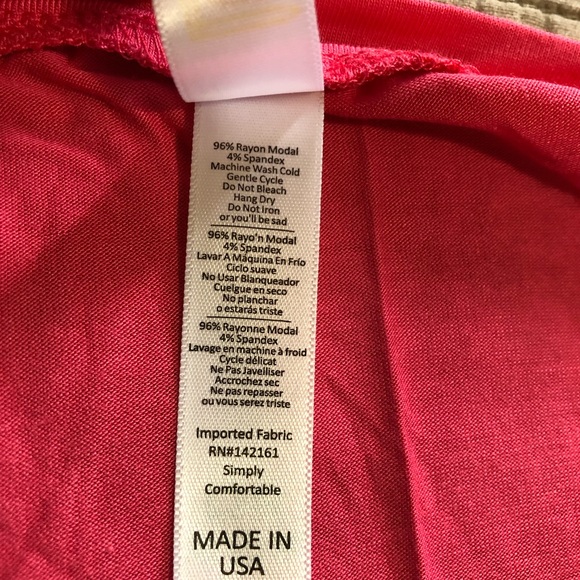 96% Rayon Modal
4% Spandex
Machine Wash Cold
Gentle Cycle
Do Not Bleach
Hang Dry
Do Not Iron
or you'll be sad
96% Rayo'n Modal
4% Spandex
Lavar A Máquina En Frío
Ciclo suave
No Usar Blanqueador
Cuelgue en seco
No planchar
o estarás triste
96% Rayonne Modal
4% Spandex
Lavage en machine à froid
Cycle délicat
Ne Pas Javeiliser
Accrochez sec
Ne pas repasser
ou vous serez triste
Imported Fabric
RN#142161
Simply
Comfortable
MADE IN
USA